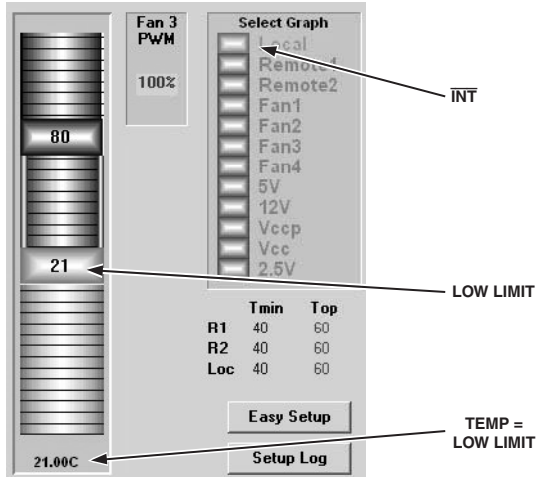 Fan 3
PWM
100%
80
21
21.00C
Select Graph
Local
Remote1
Remote2
Fan1
Fan2
Fan3
Fan4
5V
12V
Vccp
Vcc
2.5V
Tmin Top
R1 40 60
R2 40 60
Loc 40 60
Easy Setup
Setup Log
I̅N̅T̅
LOW LIMIT
TEMP =
LOW LIMIT